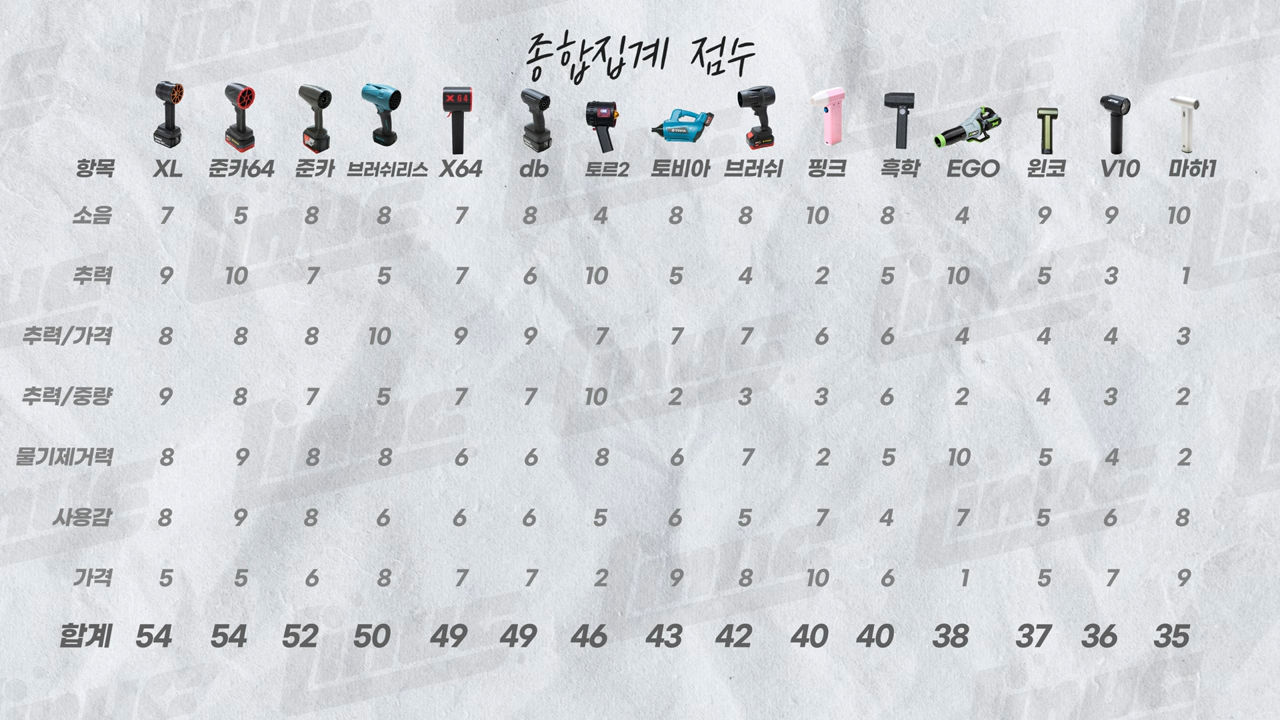 종합집계 점수
X 64
항목 XL 준카64 준카 브러쉬리스 X64 db 토르2 토비아 브러쉬 핑크 흑학 EGO 윈코 V10 마하1
소음 7 5 8 8 7 8 4 8 8 10 8 4 9 9 10
추력 9 10 7 5 7 6 10 5 4 2 5 10 5 3 1
추력/가격 8 8 8 10 9 9 7 7 7 6 6 4 4 4 3
추력/중량 9 8 7 5 7 7 10 2 3 3 6 2 4 3 2
물기제거력 8 9 8 8 6 6 8 6 7 2 5 10 5 4 2
사용감 8 9 8 6 6 6 5 6 5 7 4 7 5 6 8
가격 5 5 6 8 7 7 2 9 8 10 6 1 5 7 9
합계 54 54 52 50 49 49 46 43 42 40 40 38 37 36 35